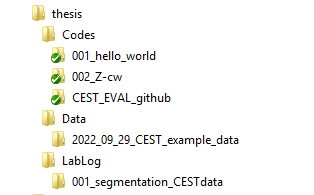 thesis
Codes
001_hello_world
002_Z-cw
CEST_EVAL_github
Data
2022_09_29_CEST_example_data
LabLog
001_segmentation_CESTdata